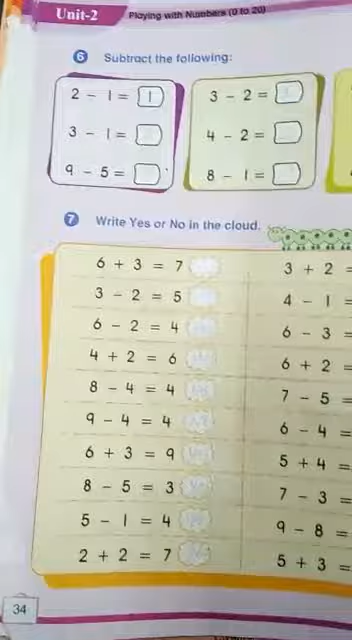 Unit-2 Playing with Numbers (0 to 20)
6 Subtract the following:
2 - 1 = 1
3 - 1 =
9 - 5 =
3 - 2 =
4 - 2 =
8 - 1 =
7 Write Yes or No in the cloud.
6 + 3 = 7
3 - 2 = 5
6 - 2 = 4
4 + 2 = 6
8 - 4 = 4
9 - 4 = 4
6 + 3 = 9
8 - 5 = 3
5 - 1 = 4
2 + 2 = 7
3 + 2 =
4 - 1 =
6 - 3 =
6 + 2 =
7 - 5 =
6 - 4 =
5 + 4 =
7 - 3 =
9 - 8 =
5 + 3 =
34